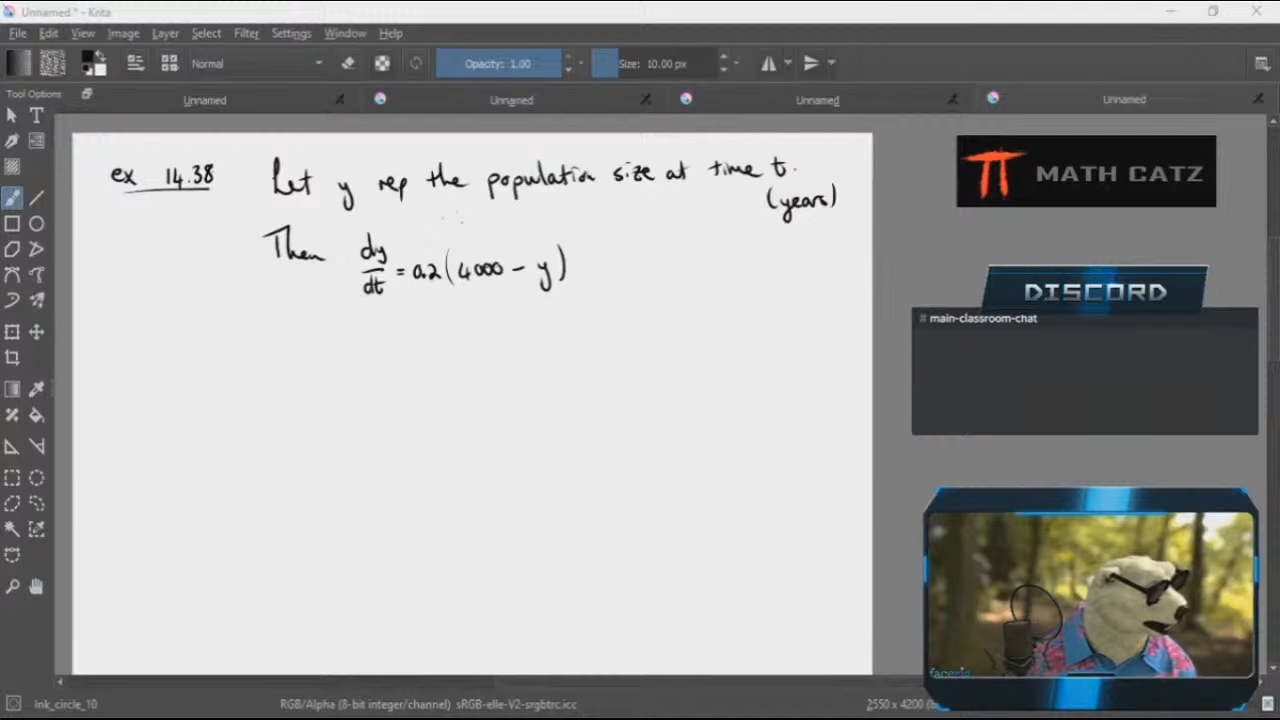 Unnamed.* - Krita
File Edit View Image Layer Select Filter Settings Window Help
Normal Opacity: 1.00 Size: 10.00 px
Tool Options
Unnamed Unnamed Unnamed Unnamed
ex 14.38 Let y rep the population size at time t.
(years)
Then dy/dt = 0.2(4000 - y)
π MATH CATZ
DISCORD
# main-classroom-chat
facerig
Ink_circle_10 RGB/Alpha (8-bit integer/channel) sRGB-elle-V2-srgbtrc.icc 2550 x 4200 (8